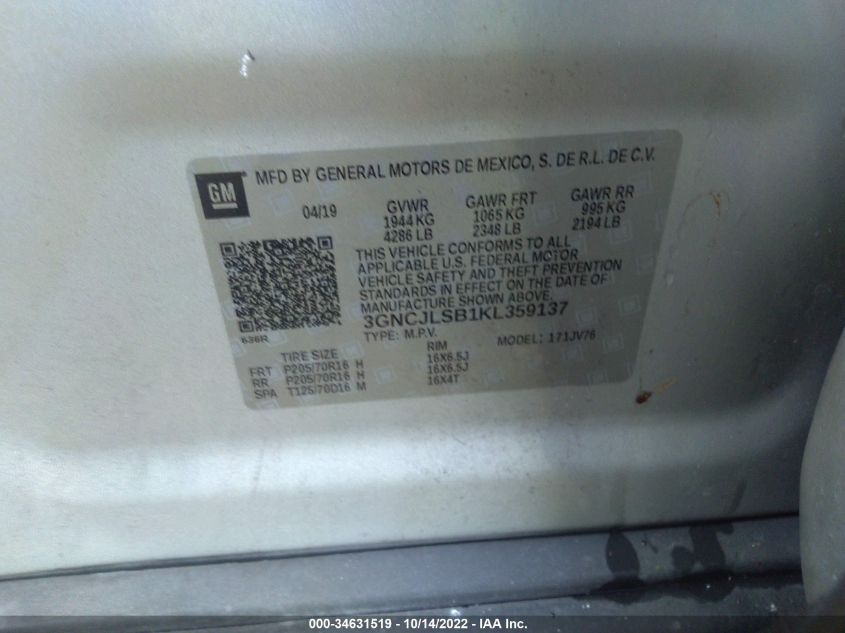 GM
MFD BY GENERAL MOTORS DE MEXICO, S. DE R.L. DE C.V.
04/19 GVWR GAWR FRT GAWR RR
1944 KG 1065 KG 995 KG
4286 LB 2348 LB 2194 LB
THIS VEHICLE CONFORMS TO ALL
APPLICABLE U.S. FEDERAL MOTOR
VEHICLE SAFETY AND THEFT PREVENTION
STANDARDS IN EFFECT ON THE DATE OF
MANUFACTURE SHOWN ABOVE.
3GNCJLSB1KL359137
636R TYPE: M.P.V. MODEL: 171JV76
TIRE SIZE RIM
FRT P205/70R16 H 16X6.5J
RR P205/70R16 H 16X6.5J
SPA T125/70D16 M 16X4T
000-34631519 - 10/14/2022 - IAA Inc.